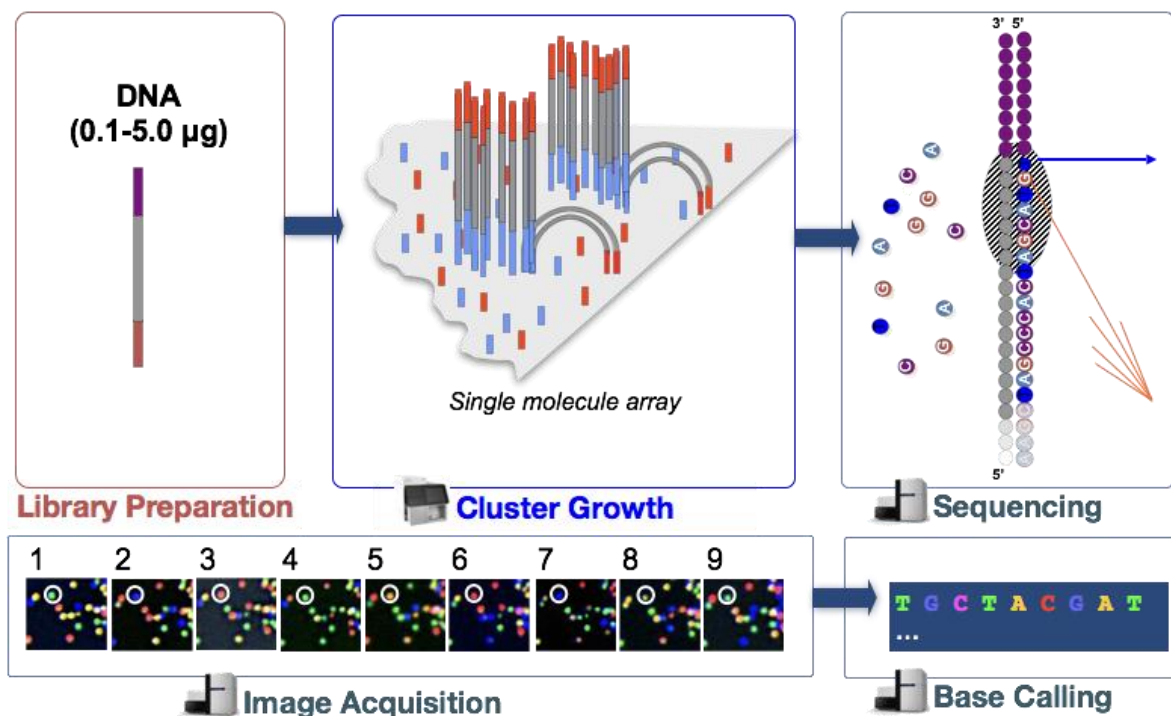 DNA
(0.1-5.0 µg)
Library Preparation
Single molecule array
Cluster Growth
3' 5'
A
C
G
G
C
A
G
A
G
C
G
A
C
G
A
C
A
C
C
C
G
A
C
G
A
A
5'
Sequencing
1 2 3 4 5 6 7 8 9
Image Acquisition
T G C T A C G A T
...
Base Calling